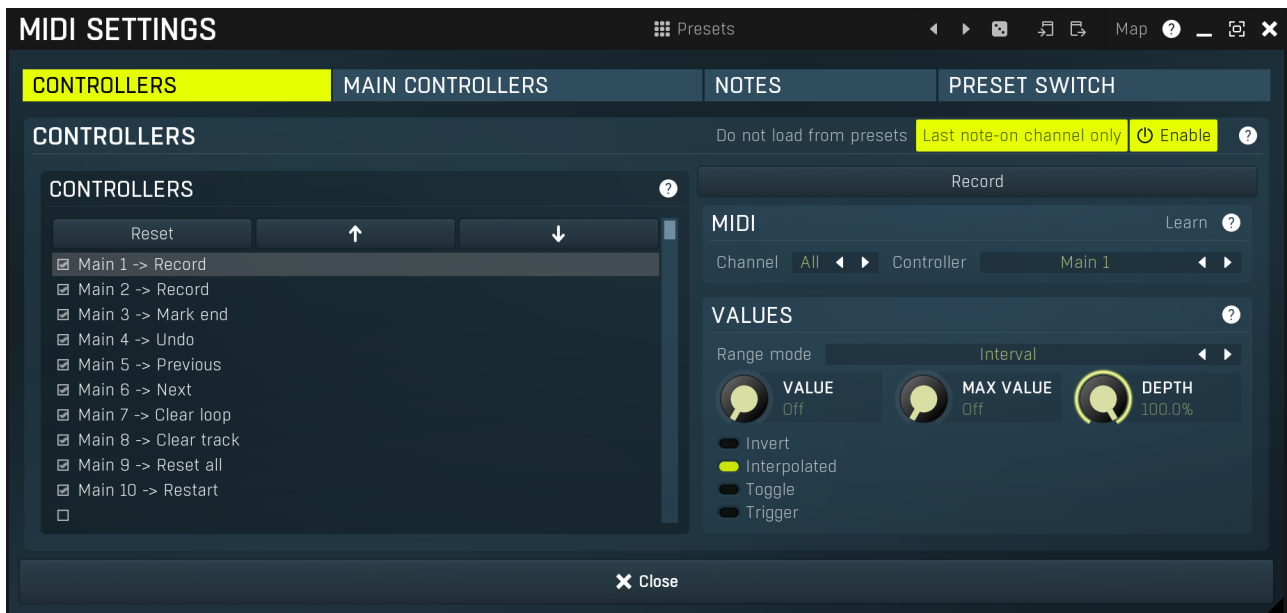 MIDI SETTINGS
Presets
Map ?
CONTROLLERS
MAIN CONTROLLERS
NOTES
PRESET SWITCH
CONTROLLERS
Do not load from presets
Last note-on channel only
Enable
?
CONTROLLERS ?
Reset
Main 1 -> Record
Main 2 -> Record
Main 3 -> Mark end
Main 4 -> Undo
Main 5 -> Previous
Main 6 -> Next
Main 7 -> Clear loop
Main 8 -> Clear track
Main 9 -> Reset all
Main 10 -> Restart
Record
MIDI
Learn ?
Channel All
Controller Main 1
VALUES ?
Range mode Interval
VALUE
Off
MAX VALUE
Off
DEPTH
100.0%
Invert
Interpolated
Toggle
Trigger
Close